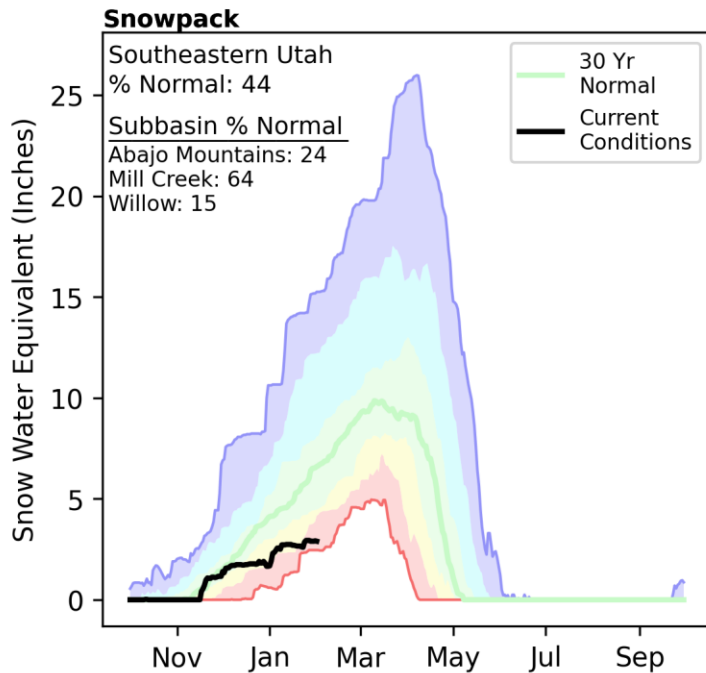 Snowpack
Southeastern Utah
% Normal: 44
Subbasin % Normal
Abajo Mountains: 24
Mill Creek: 64
Willow: 15
30 Yr
Normal
Current
Conditions
Snow Water Equivalent (Inches)
25
20
15
10
5
0
Nov Jan Mar May Jul Sep